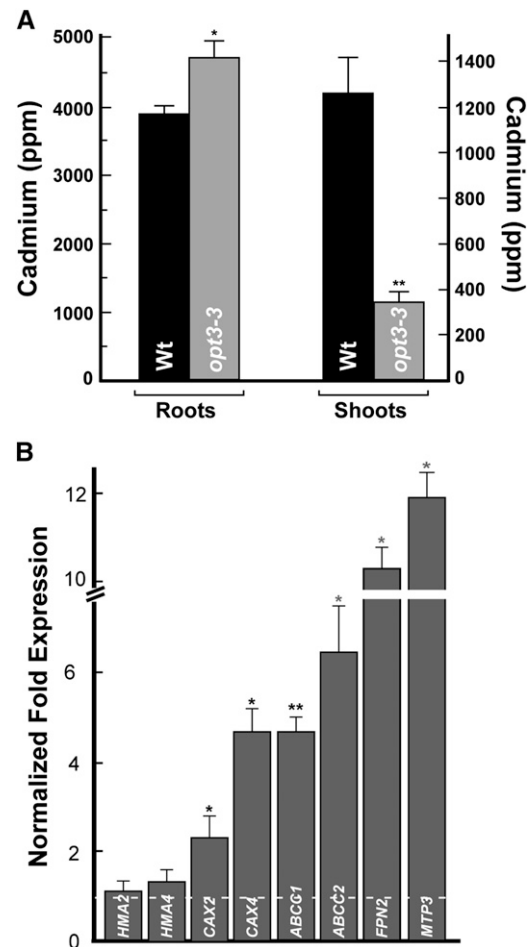 A
Cadmium (ppm)
5000
4000
3000
2000
1000
0
*
Wt
opt3-3
Roots
**
Wt
opt3-3
Shoots
1400
1200
1000
800
600
400
200
0
Cadmium (ppm)
B
Normalized Fold Expression
12
10
6
4
2
0
HMA2
HMA4
*
CAX2
*
CAX4
**
ABCG1
*
ABCC2
*
FPN2
*
MTP3